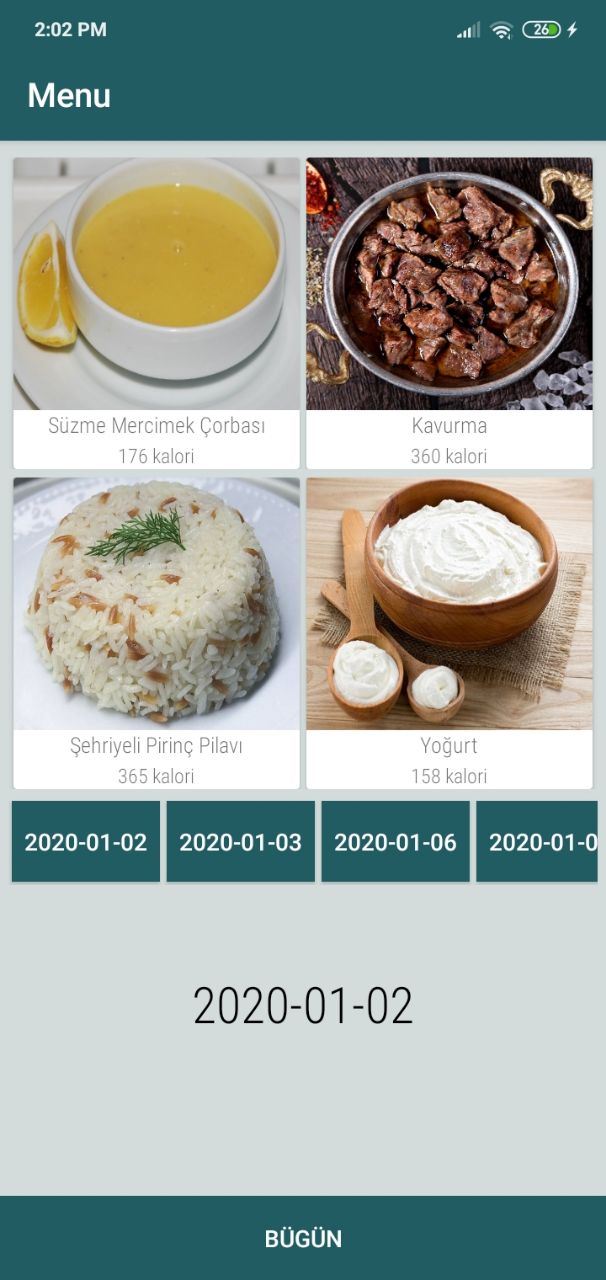 2:02 PM
26
Menu
Süzme Mercimek Çorbası
176 kalori
Kavurma
360 kalori
Şehriyeli Pirinç Pilavı
365 kalori
Yoğurt
158 kalori
2020-01-02
2020-01-03
2020-01-06
2020-01-0
2020-01-02
BÜGÜN